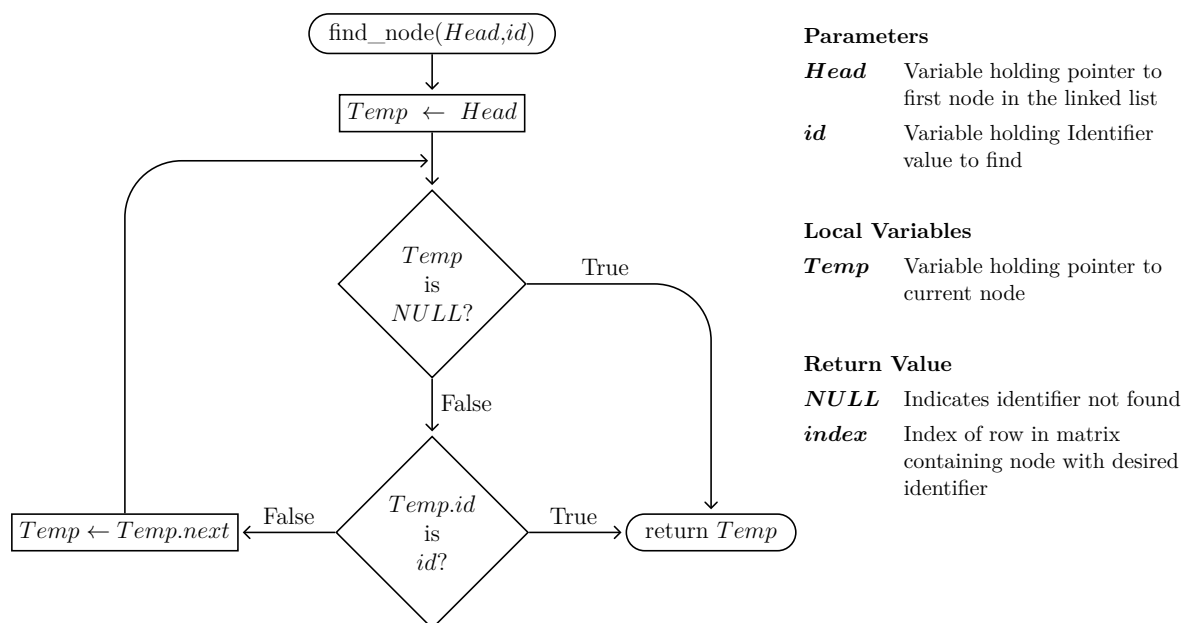 find_node(Head,id)
Temp ← Head
Temp
is
NULL?
True
False
Temp.id
is
id?
False
True
Temp ← Temp.next
return Temp
Parameters
Head Variable holding pointer to
first node in the linked list
id Variable holding Identifier
value to find
Local Variables
Temp Variable holding pointer to
current node
Return Value
NULL Indicates identifier not found
index Index of row in matrix
containing node with desired
identifier